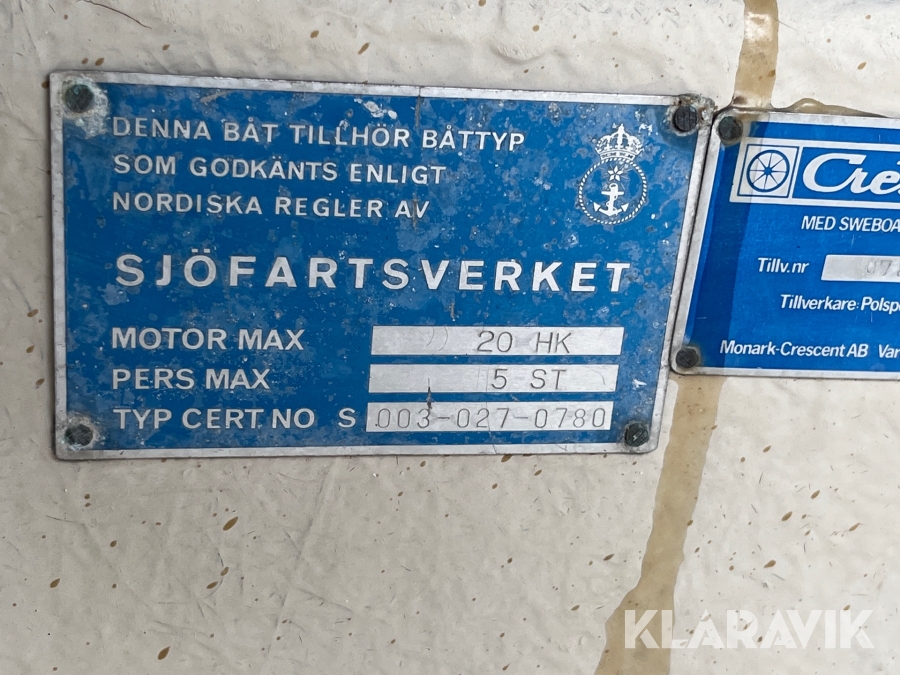 DENNA BÅT TILLHÖR BÅTTYP
SOM GODKÄNTS ENLIGT
NORDISKA REGLER AV
SJÖFARTSVERKET
MOTOR MAX 20 HK
PERS MAX 5 ST
TYP CERT NO S 003-027-0780
MED
Tillv.nr
Tillverkare
Monark-Crescent AB
KLARAVIK